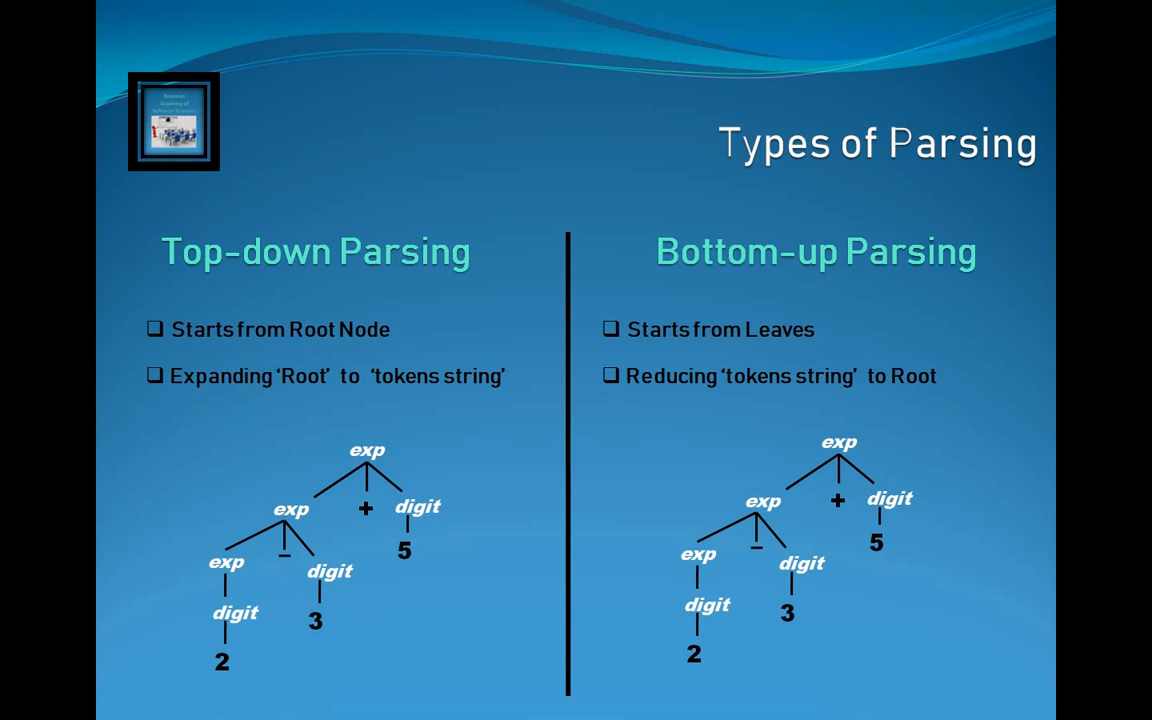 Academy of
Types of Parsing
Top-down Parsing
Starts from Root Node
Expanding ‘Root’ to ‘tokens string’
exp
exp + digit
exp – digit 5
digit 3
2
Bottom-up Parsing
Starts from Leaves
Reducing ‘tokens string’ to Root
exp
exp + digit
exp – digit 5
digit 3
2